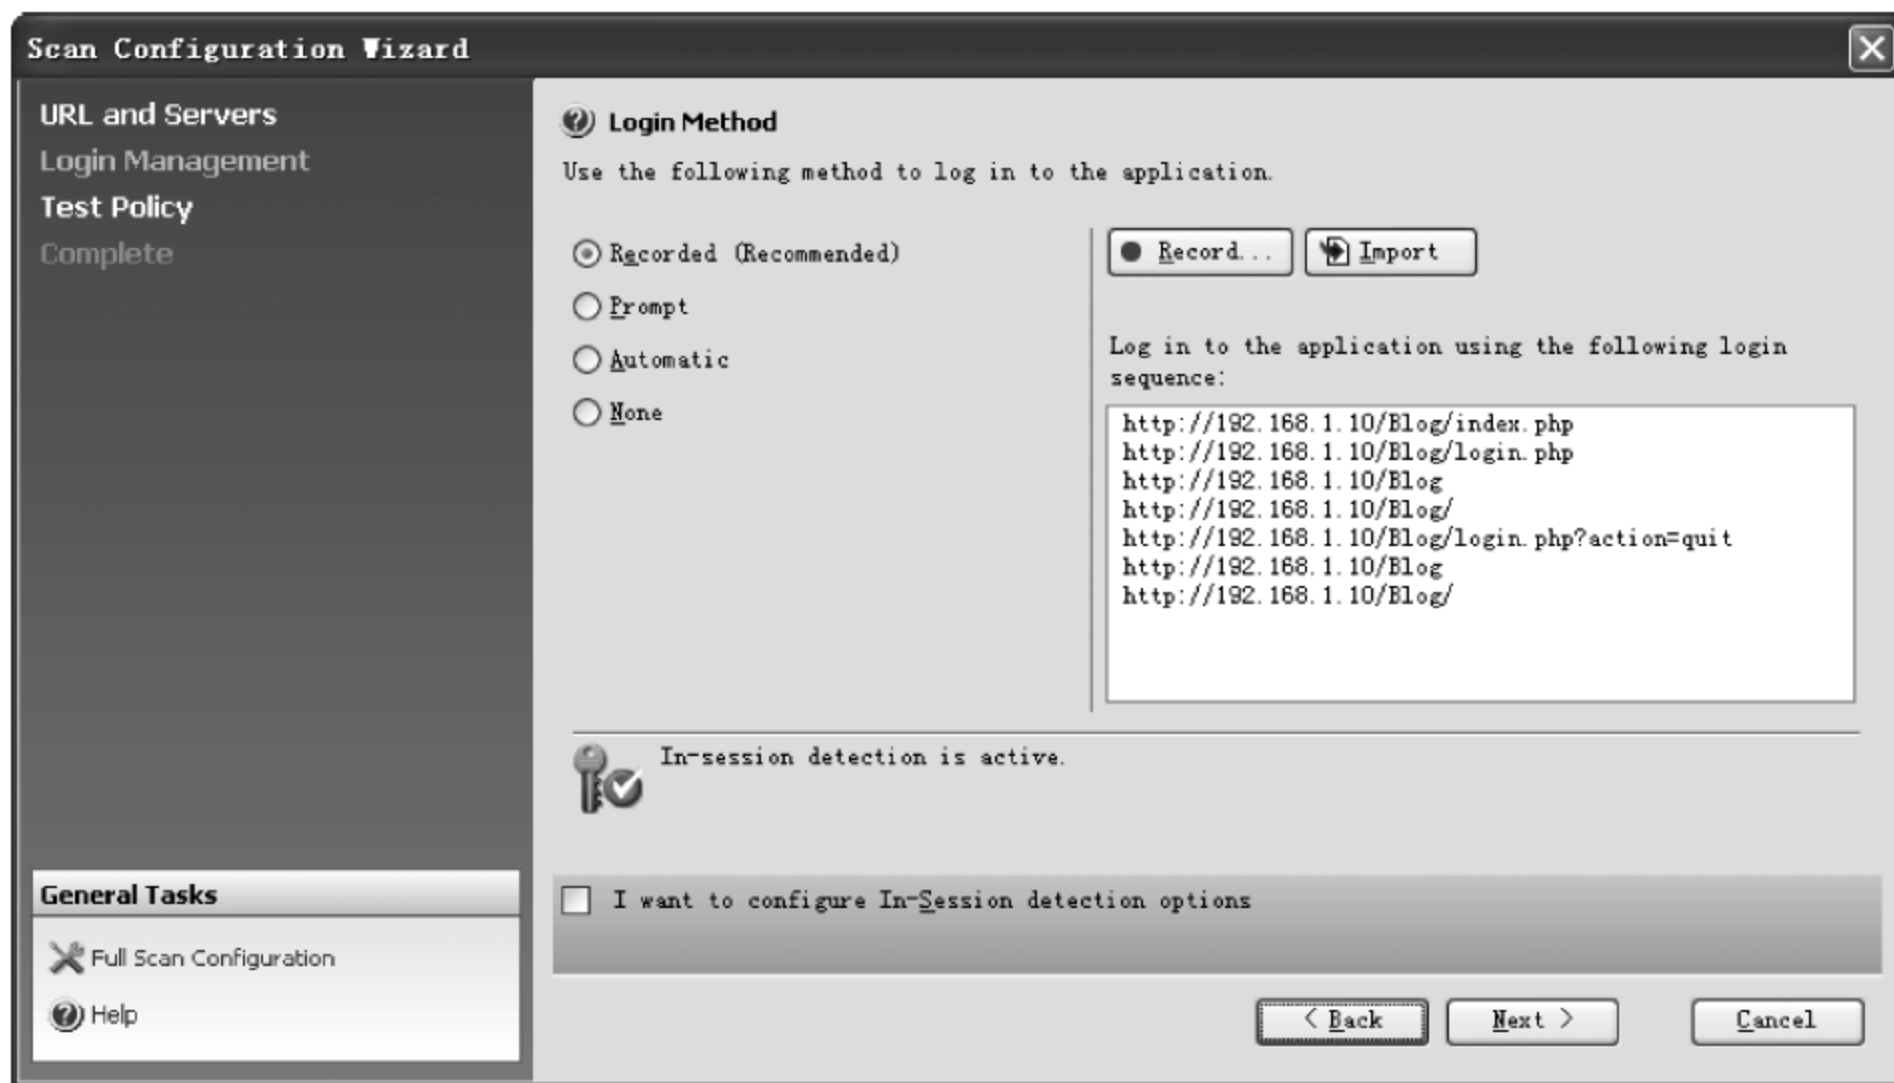 Scan Configuration Wizard
URL and Servers
Login Management
Test Policy
Complete
Login Method
Use the following method to log in to the application.
Recorded (Recommended)
Prompt
Automatic
None
Record...
Import
Log in to the application using the following login
sequence:
http://192.168.1.10/Blog/index.php
http://192.168.1.10/Blog/login.php
http://192.168.1.10/Blog
http://192.168.1.10/Blog/
http://192.168.1.10/Blog/login.php?action=quit
http://192.168.1.10/Blog
http://192.168.1.10/Blog/
In-session detection is active.
General Tasks
Full Scan Configuration
Help
I want to configure In-Session detection options
< Back
Next >
Cancel